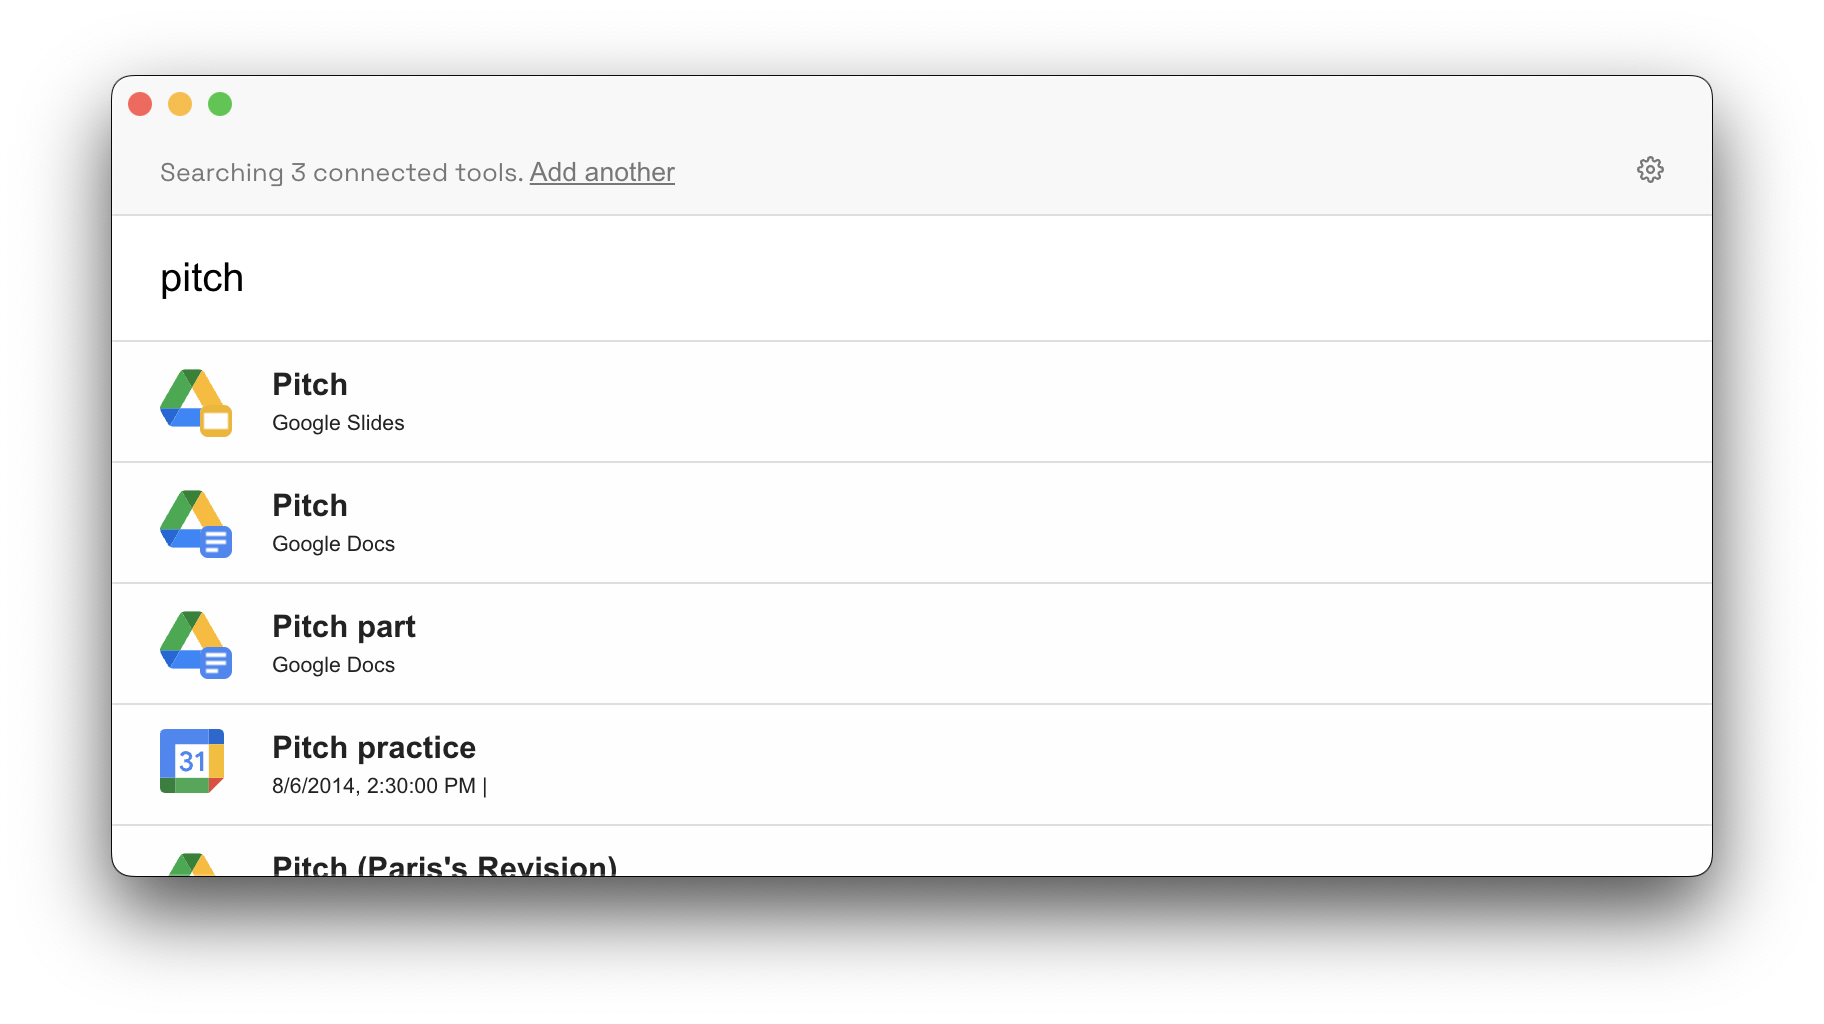 Searching 3 connected tools. Add another
pitch
Pitch
Google Slides
Pitch
Google Docs
Pitch part
Google Docs
31
Pitch practice
8/6/2014, 2:30:00 PM |
Pitch (Paris's Revision)